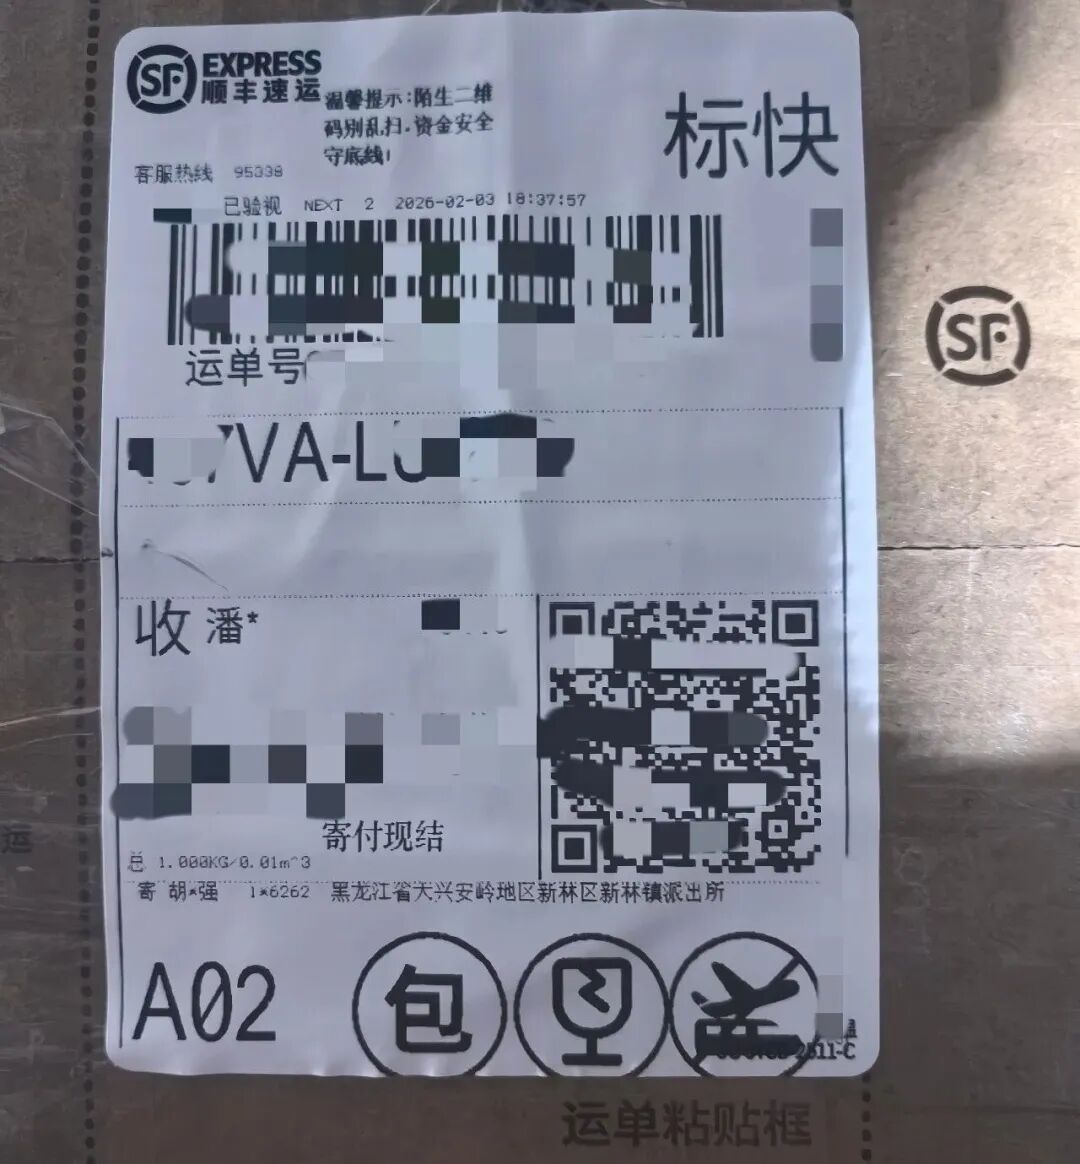 SF EXPRESS
顺丰速运
温馨提示:陌生二维
码别乱扫.资金安全
守底线!
标快
客服热线 95338
已验视 NEXT 2 2026-02-03 18:37:57
运单号
SF
7VA-L
收 潘*
寄付现结
总 1.000KG/0.01m^3
寄 胡*强 1*6262 黑龙江省大兴安岭地区新林区新林镇派出所
A02
包
2511-C
运
运单粘贴框